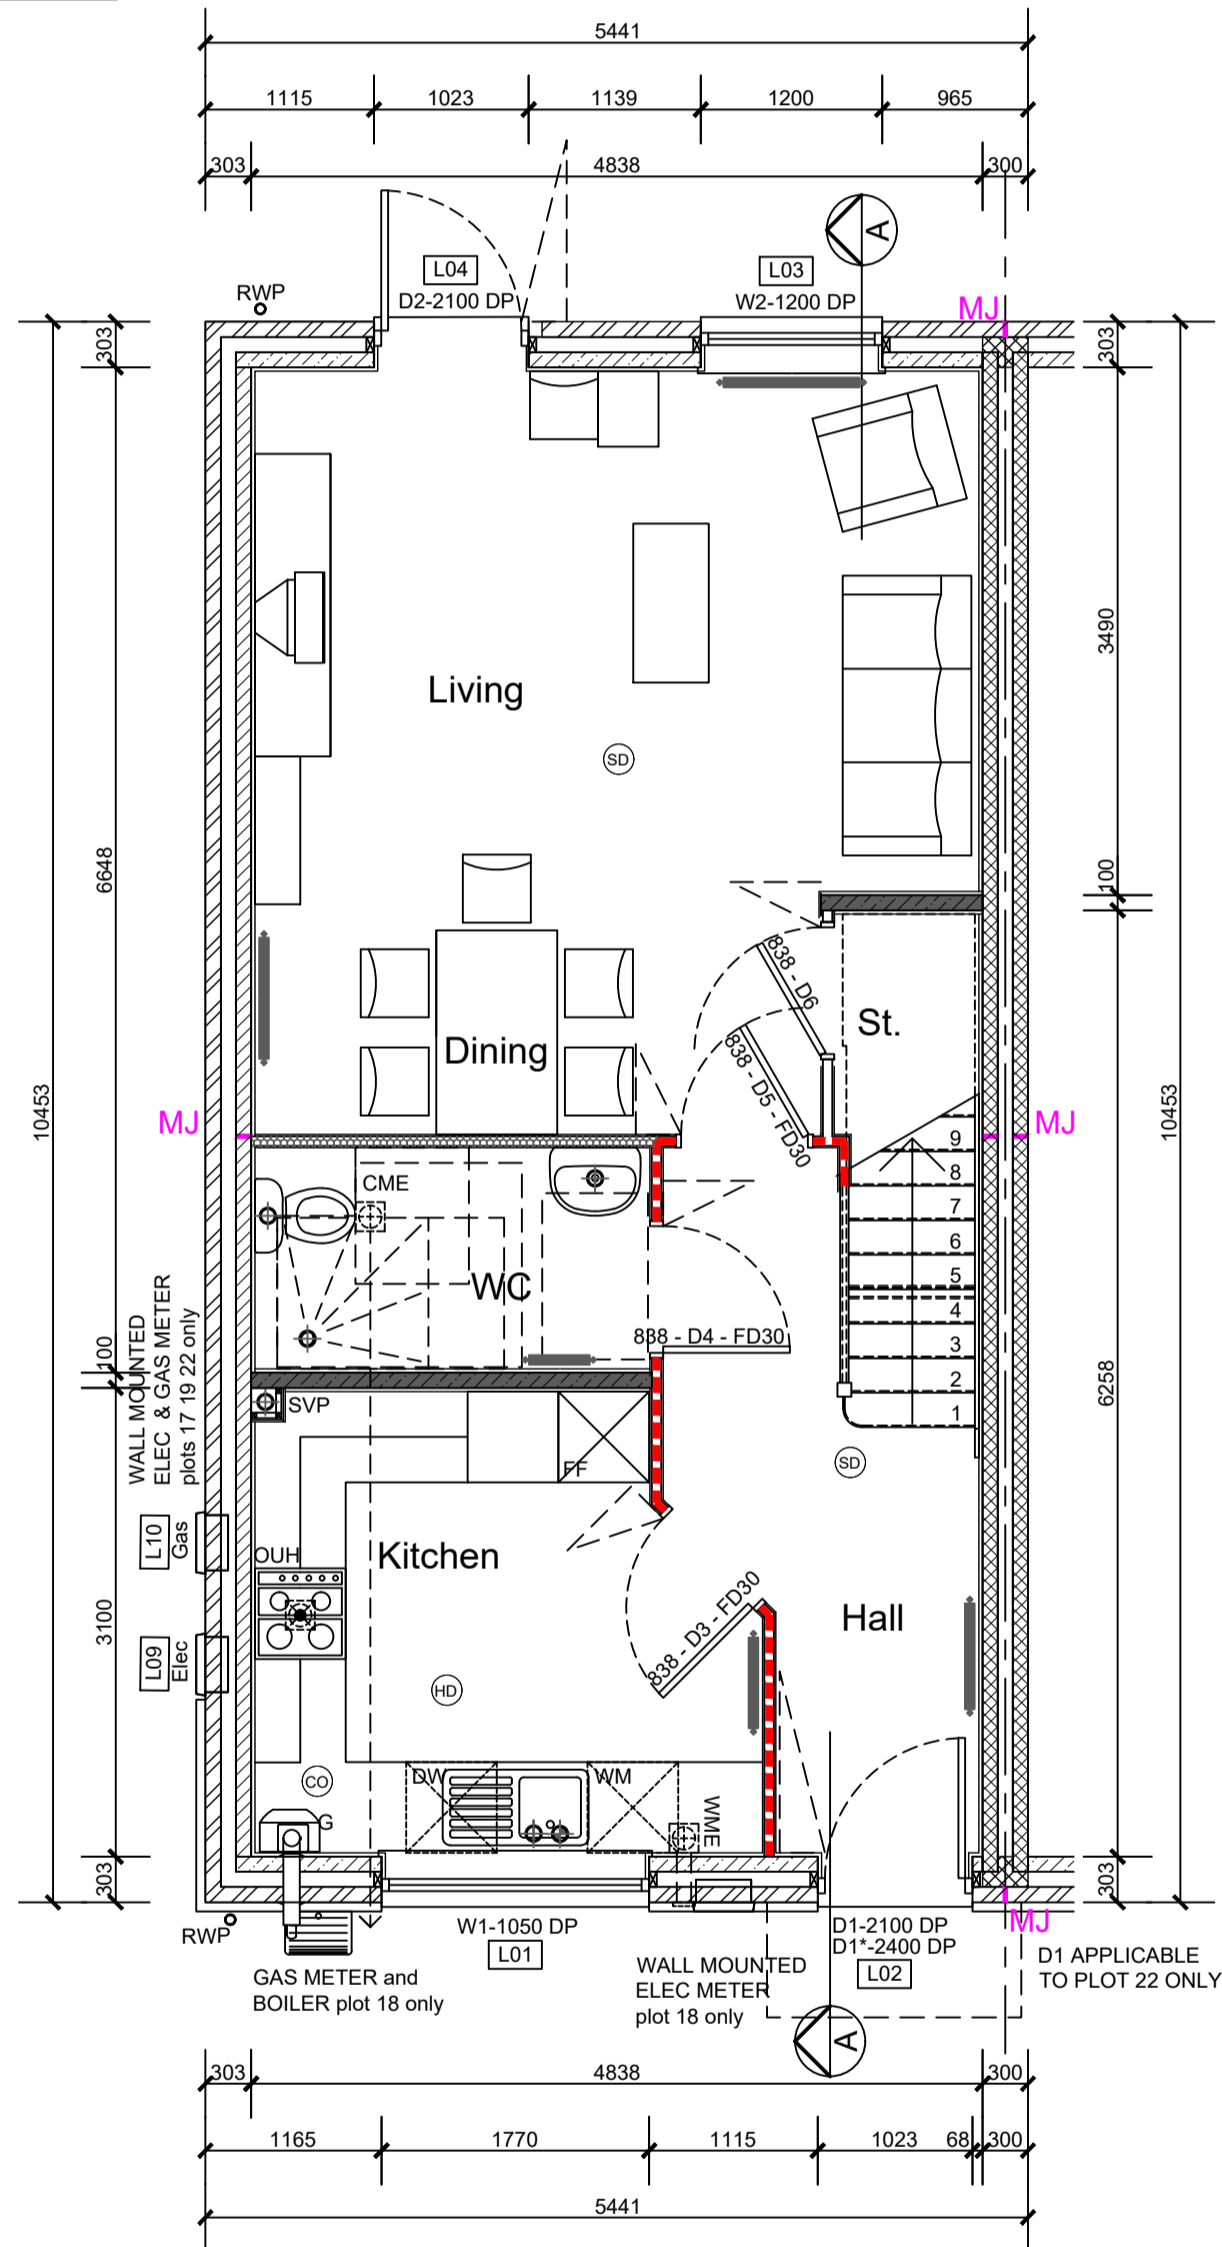 5441
1115
1023
1139
1200
965
303
4838
300
A
L04
D2-2100 DP
L03
W2-1200 DP
RWP
MJ
303
303
3490
Living
SD
6648
100
838 - D6
St.
Dining
838 - D5 - FD30
10453
10453
MJ
MJ
9
8
7
6
5
4
3
2
1
CME
WC
838 - D4 - FD30
WALL MOUNTED
ELEC & GAS METER
plots 17 19 22 only
100
6258
SVP
FF
SD
L10
Gas
OUH
Kitchen
Hall
838 - D3 - FD30
3100
L09
Elec
HD
CO
DW
WM
WME
G
303
303
RWP
W1-1050 DP
L01
D1-2100 DP
D1*-2400 DP
L02
MJ
D1 APPLICABLE
TO PLOT 22 ONLY
GAS METER and
BOILER plot 18 only
WALL MOUNTED
ELEC METER
plot 18 only
A
303
4838
300
1165
1770
1115
1023
68
300
5441